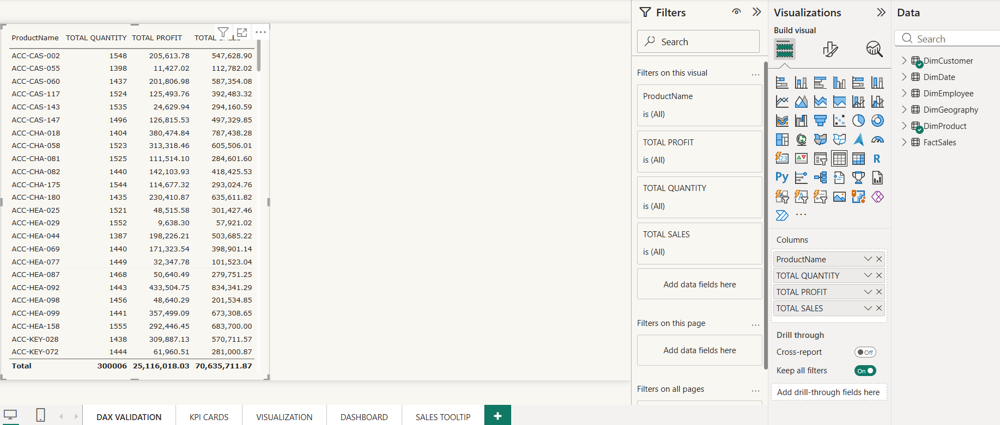 ProductName TOTAL QUANTITY TOTAL PROFIT TOTAL
ACC-CAS-002 1548 205,613.78 547,628.90
ACC-CAS-055 1398 11,427.02 112,782.02
ACC-CAS-060 1437 201,806.98 587,354.08
ACC-CAS-117 1524 125,493.76 392,483.32
ACC-CAS-143 1535 24,629.94 294,160.59
ACC-CAS-147 1496 126,815.53 497,329.85
ACC-CHA-018 1404 380,474.84 787,438.28
ACC-CHA-058 1523 313,318.46 605,506.01
ACC-CHA-081 1525 111,514.10 284,601.60
ACC-CHA-082 1440 142,103.93 418,425.53
ACC-CHA-175 1544 114,677.32 293,024.76
ACC-CHA-180 1435 230,410.87 635,611.82
ACC-HEA-025 1521 48,515.58 301,427.46
ACC-HEA-029 1552 9,638.30 57,921.02
ACC-HEA-044 1387 198,226.21 503,685.22
ACC-HEA-069 1440 171,323.54 398,901.14
ACC-HEA-077 1449 32,347.78 101,523.04
ACC-HEA-087 1468 50,640.49 279,751.25
ACC-HEA-092 1443 433,504.75 834,341.29
ACC-HEA-098 1456 48,640.29 201,534.85
ACC-HEA-099 1441 357,499.09 673,308.65
ACC-HEA-158 1555 292,446.45 683,700.00
ACC-KEY-028 1438 309,887.13 570,711.57
ACC-KEY-072 1444 61,960.51 281,000.87
Total 300006 25,116,018.03 70,635,711.87
Filters
Search
Filters on this visual ...
ProductName
is (All)
TOTAL PROFIT
is (All)
TOTAL QUANTITY
is (All)
TOTAL SALES
is (All)
Add data fields here
Filters on this page ...
Add data fields here
Filters on all pages ...
Visualizations
Build visual
123
R
Py
...
Columns
ProductName
TOTAL QUANTITY
TOTAL PROFIT
TOTAL SALES
Drill through
Cross-report Off
Keep all filters On
Add drill-through fields here
Data
Search
DimCustomer
DimDate
DimEmployee
DimGeography
DimProduct
FactSales
DAX VALIDATION KPI CARDS VISUALIZATION DASHBOARD SALES TOOLTIP